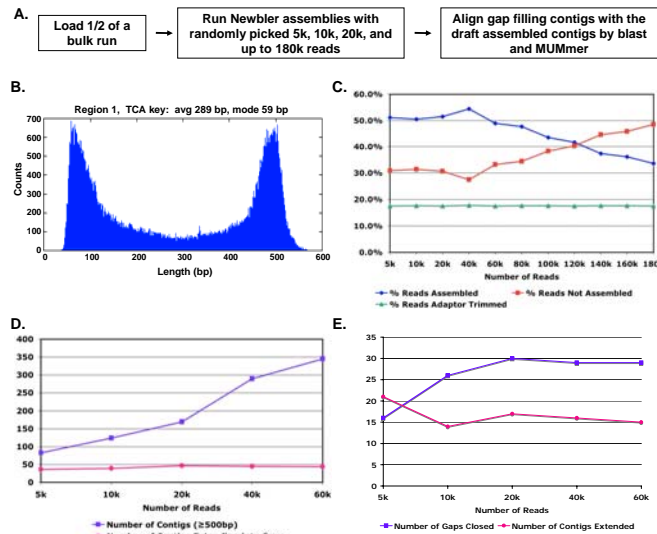 A.
Load 1/2 of a
bulk run
Run Newbler assemblies with
randomly picked 5k, 10k, 20k, and
up to 180k reads
Align gap filling contigs with the
draft assembled contigs by blast
and MUMmer
B.
Region 1, TCA key: avg 289 bp, mode 59 bp
Counts
700
600
500
400
300
200
100
0
0 100 200 300 400 500 600
Length (bp)
C.
60.0%
50.0%
40.0%
30.0%
20.0%
10.0%
0.0%
5k 10k 20k 40k 60k 80k 100k 120k 140k 160k 180
Number of Reads
% Reads Assembled % Reads Not Assembled
% Reads Adaptor Trimmed
D.
400
350
300
250
200
150
100
50
0
5k 10k 20k 40k 60k
Number of Reads
Number of Contigs (≥500bp)
E.
35
30
25
20
15
10
5
0
5k 10k 20k 40k 60k
Number of Reads
Number of Gaps Closed Number of Contigs Extended